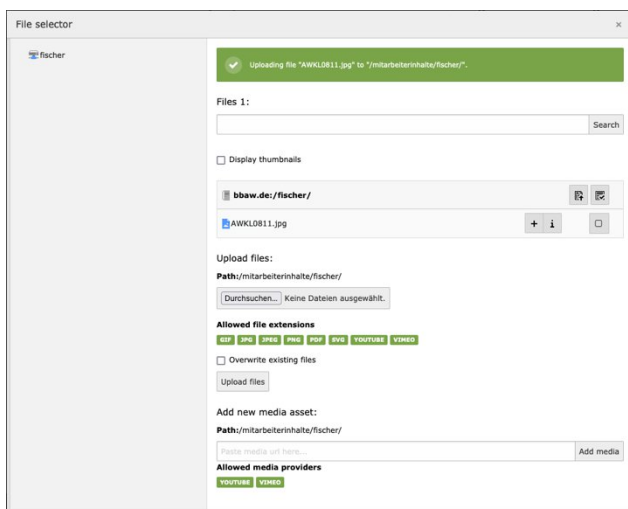 File selector
×
fischer
Uploading file "AWKL0811.jpg" to "/mitarbeiterinhalte/fischer/".
Files 1:
Search
Display thumbnails
bbaw.de:/fischer/
AWKL0811.jpg
+ i
Upload files:
Path:/mitarbeiterinhalte/fischer/
Durchsuchen... Keine Dateien ausgewählt.
Allowed file extensions
GIF JPG JPEG PNG PDF SVG YOUTUBE VIMEO
Overwrite existing files
Upload files
Add new media asset:
Path:/mitarbeiterinhalte/fischer/
Paste media url here... Add media
Allowed media providers
YOUTUBE VIMEO